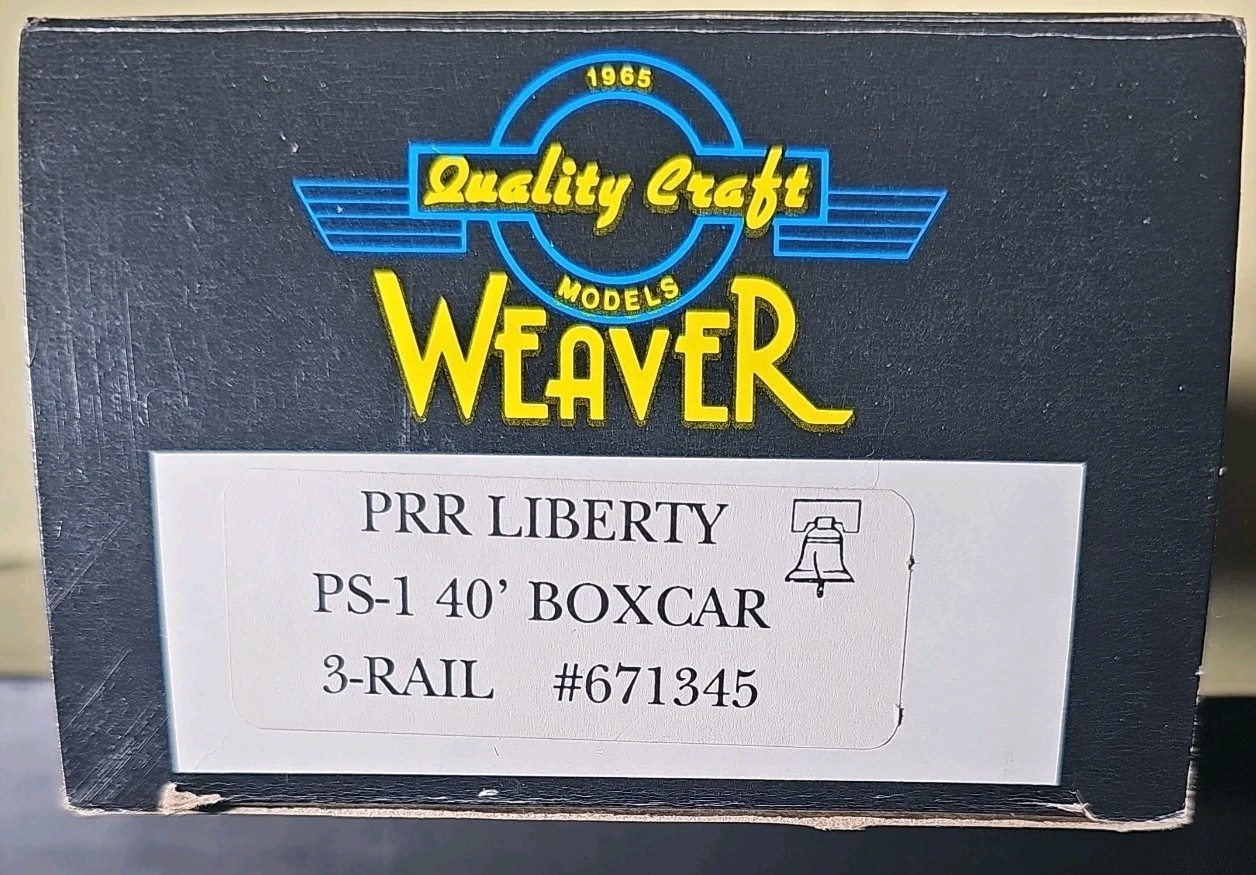 1965
Quality Craft
MODELS
WEAVER
PRR LIBERTY
PS-1 40’ BOXCAR
3-RAIL #671345